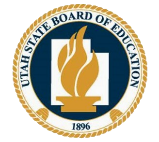 UTAH STATE BOARD OF EDUCATION
1896